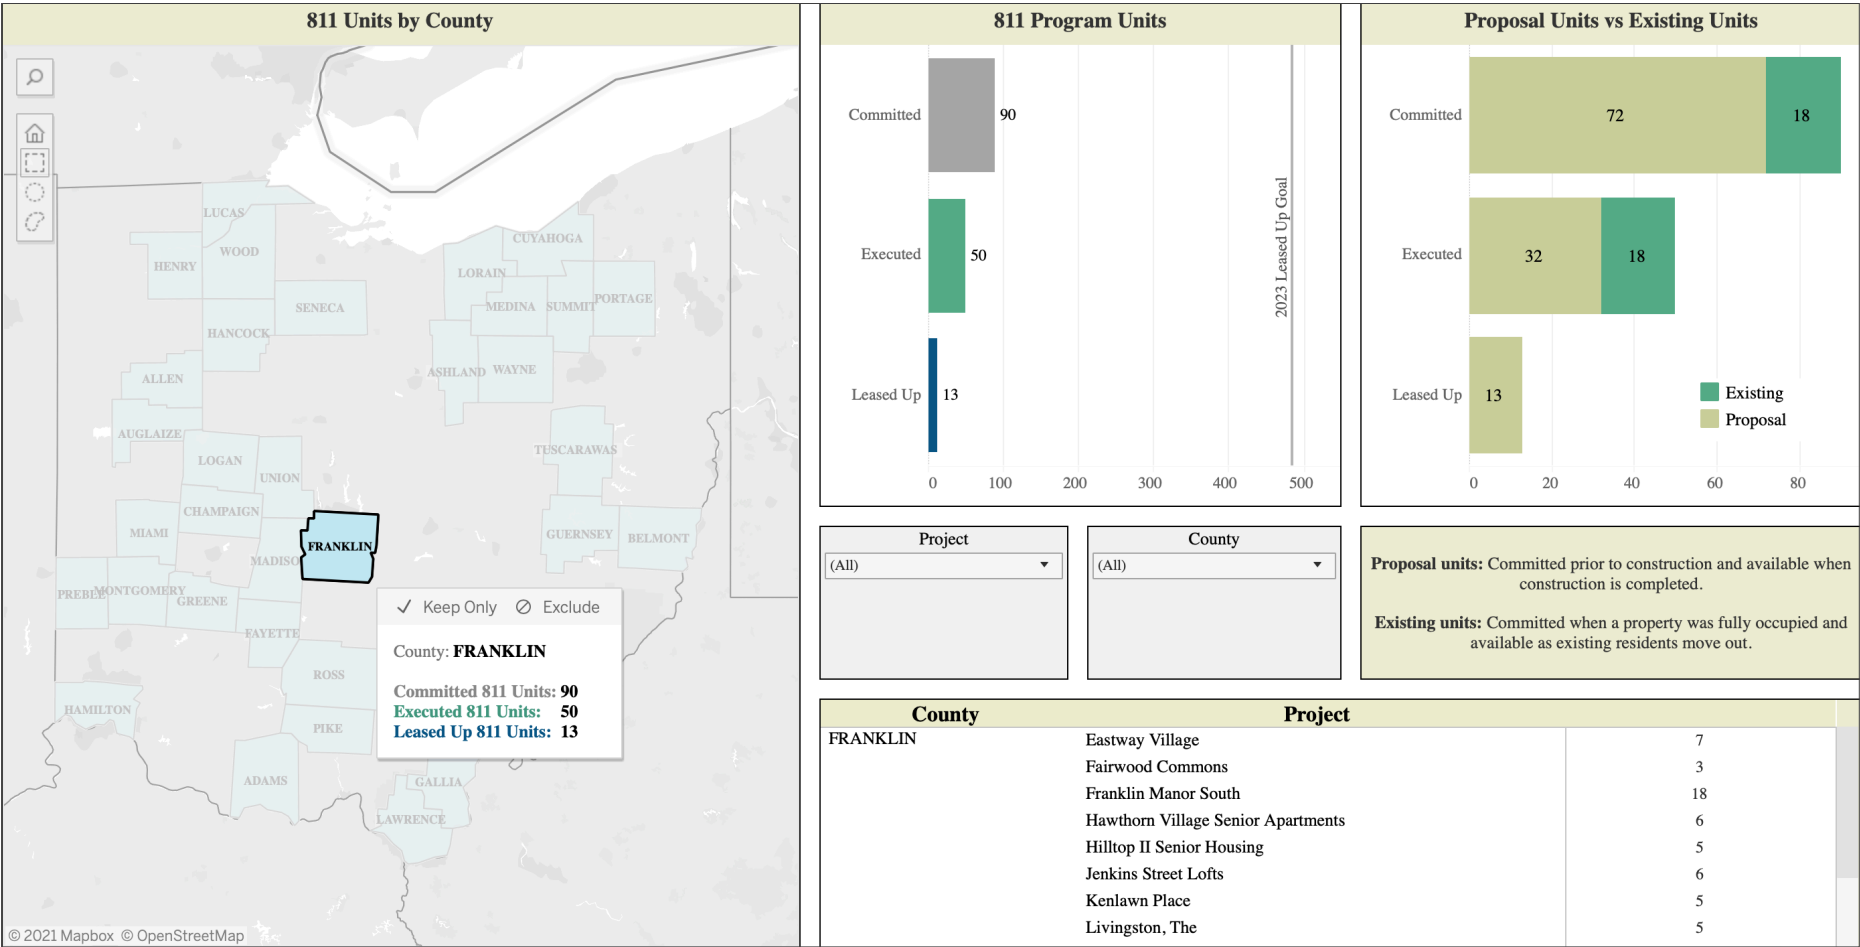 811 Units by County
LUCAS
WOOD
HENRY
SENECA
HANCOCK
ALLEN
AUGLAIZE
LOGAN
UNION
CHAMPAIGN
MIAMI
MADISO
FRANKLIN
PREBLE
MONTGOMERY
GREENE
FAYETTE
ROSS
HAMILTON
PIKE
ADAMS
GALLIA
LAWRENCE
CUYAHOGA
LORAIN
MEDINA
SUMMIT
PORTAGE
ASHLAND
WAYNE
TUSCARAWAS
GUERNSEY
BELMONT
Keep Only
Exclude
County: FRANKLIN
Committed 811 Units: 90
Executed 811 Units: 50
Leased Up 811 Units: 13
© 2021 Mapbox © OpenStreetMap
811 Program Units
Committed
90
Executed
50
Leased Up
13
2023 Leased Up Goal
0 100 200 300 400 500
Proposal Units vs Existing Units
Committed
72 18
Executed
32 18
Leased Up
13
Existing
Proposal
0 20 40 60 80
Project
(All)
County
(All)
Proposal units: Committed prior to construction and available when
construction is completed.
Existing units: Committed when a property was fully occupied and
available as existing residents move out.
County Project
FRANKLIN Eastway Village 7
Fairwood Commons 3
Franklin Manor South 18
Hawthorn Village Senior Apartments 6
Hilltop II Senior Housing 5
Jenkins Street Lofts 6
Kenlawn Place 5
Livingston, The 5